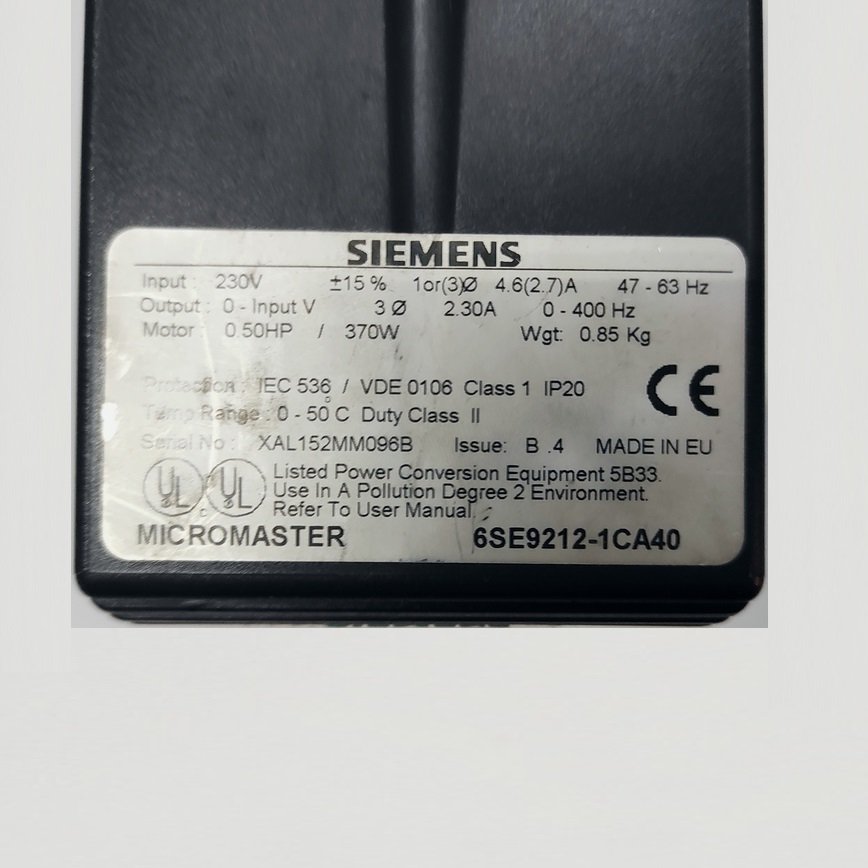 SIEMENS
Input : 230V ±15 % 1or(3)Ø 4.6(2.7)A 47 - 63 Hz
Output : 0 - Input V 3 Ø 2.30A 0 - 400 Hz
Motor : 0.50HP / 370W Wgt: 0.85 Kg
Protection : IEC 536 / VDE 0106 Class 1 IP20
Temp Range : 0 - 50°C Duty Class II
Serial No : XAL152MM096B Issue: B .4 MADE IN EU
CE
UL c UL
Listed Power Conversion Equipment 5B33.
Use In A Pollution Degree 2 Environment.
Refer To User Manual.
MICROMASTER 6SE9212-1CA40